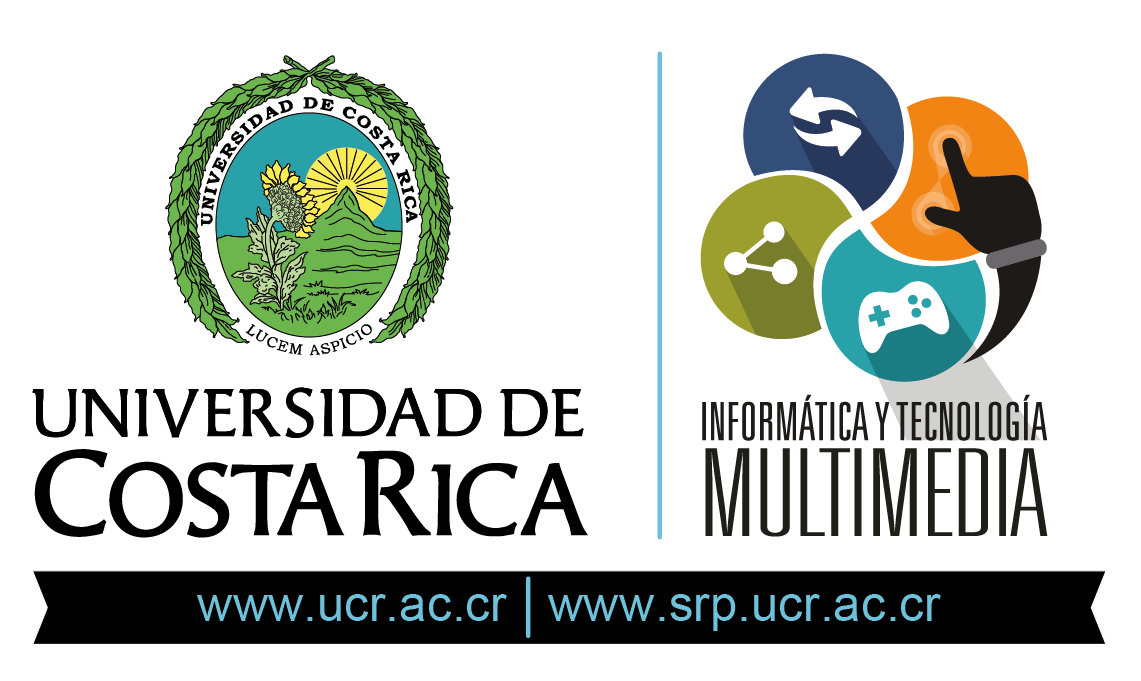 UNIVERSIDAD DE COSTA RICA
LUCEM ASPICIO
UNIVERSIDAD DE
COSTA RICA
INFORMÁTICA Y TECNOLOGÍA
MULTIMEDIA
www.ucr.ac.cr | www.srp.ucr.ac.cr